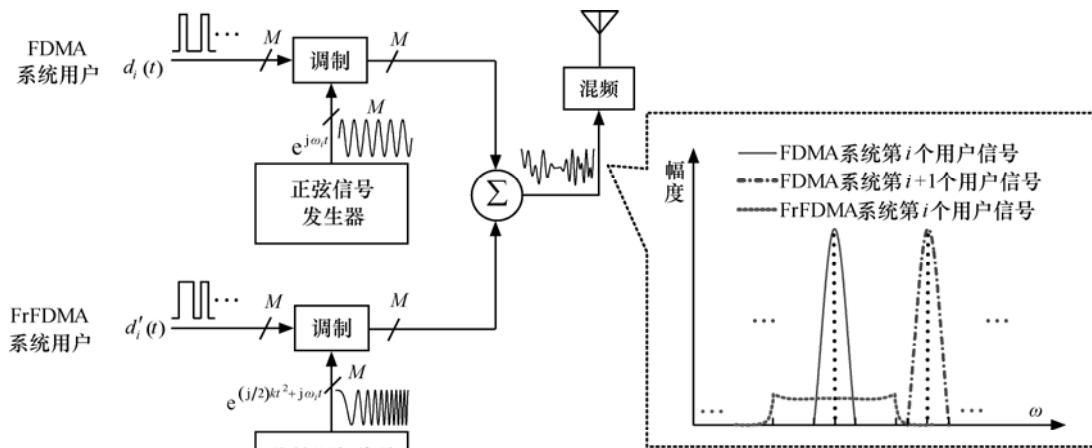 FDMA
系统用户
d_i(t)
M
调制
M
M
e^{jω_i t}
正弦信号
发生器
Σ
混频
幅度
FDMA系统第i个用户信号
FDMA系统第i+1个用户信号
FrFDMA系统第i个用户信号
...
...
...
...
ω
FrFDMA
系统用户
d_i'(t)
M
调制
M
M
e^{(j/2)kt^2+jω_i t}